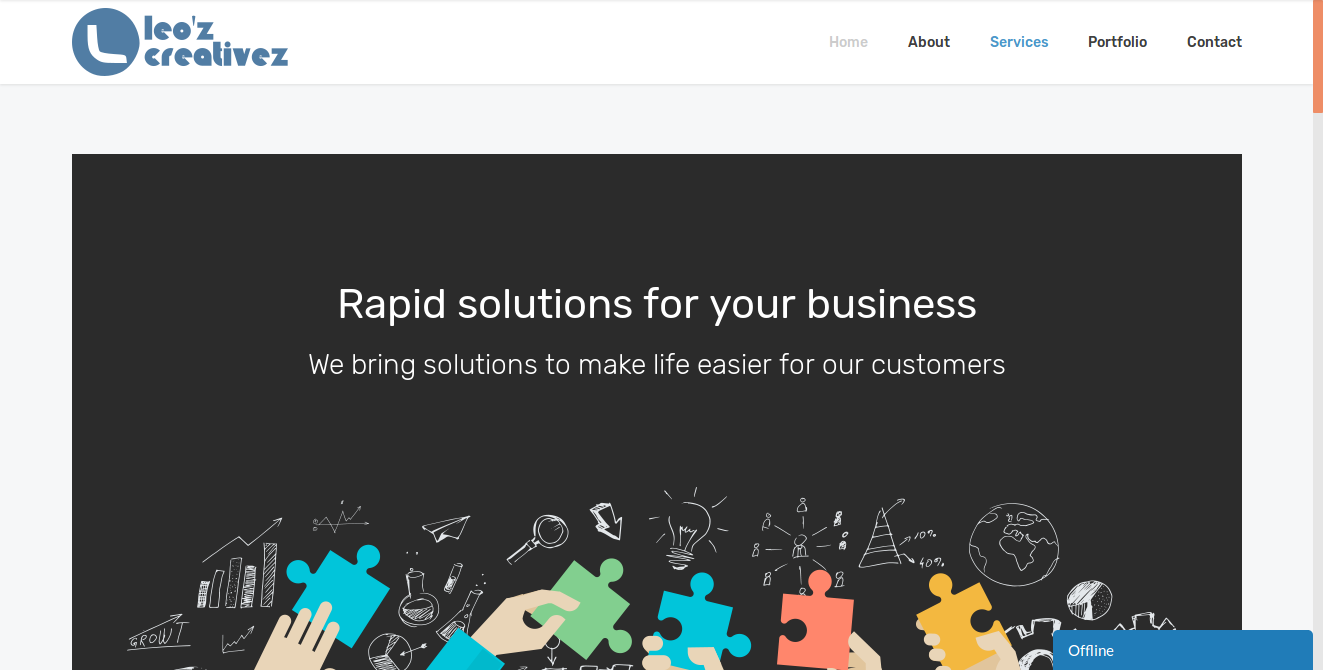 leo'z
creativez
Home About Services Portfolio Contact
Rapid solutions for your business
We bring solutions to make life easier for our customers
10%
40%
GROWT
Offline